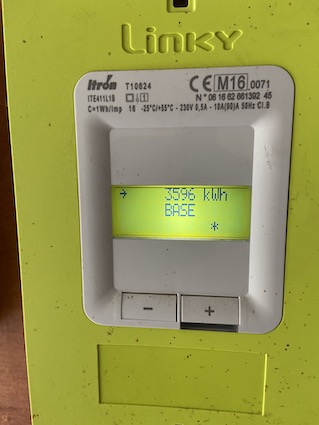 Linky
Itron T10624
CE M16 0071
ITE411L1B
N° 06 16 62 661392 45
C=1Wh/imp 16 -25°C/+55°C - 230V 0,5A - 10A(90)A 50Hz Cl.B
→ 3596 kWh
BASE
*
- +